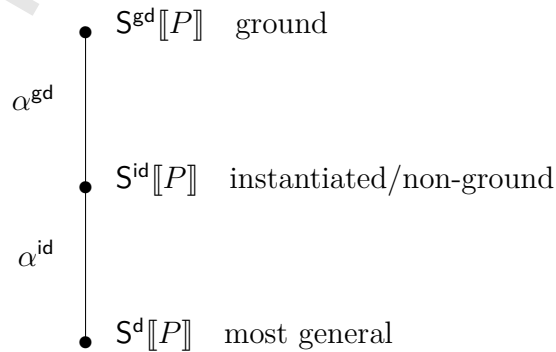 S^gd⟦P⟧ ground
α^gd
S^id⟦P⟧ instantiated/non-ground
α^id
S^d⟦P⟧ most general